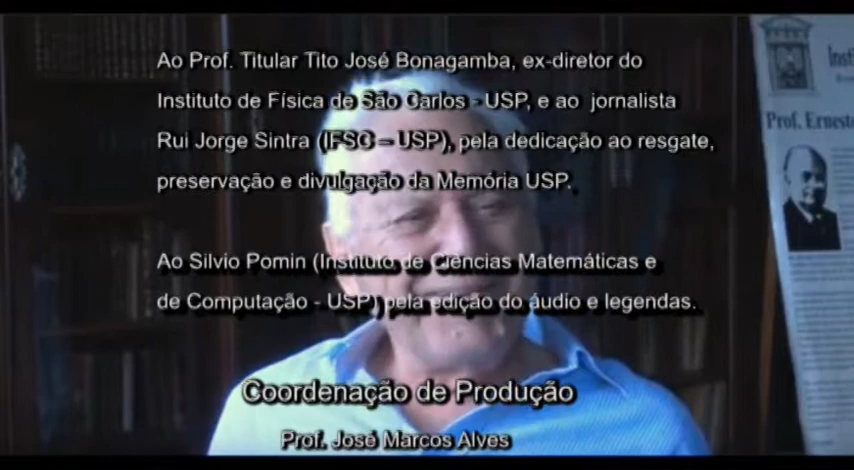 Ao Prof. Titular Tito José Bonagamba, ex-diretor do
Instituto de Física de São Carlos - USP, e ao jornalista
Rui Jorge Sintra (IFSC – USP), pela dedicação ao resgate,
preservação e divulgação da Memória USP.
Ao Silvio Pomin (Instituto de Ciências Matemáticas e
de Computação - USP) pela edição do áudio e legendas.
Coordenação de Produção
Prof. José Marcos Alves
Prof. Ernesto